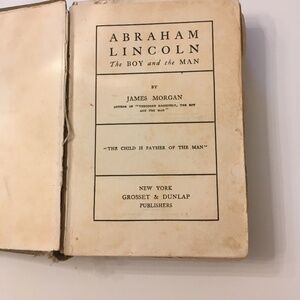 ABRAHAM
LINCOLN
The BOY and the MAN
BY
JAMES MORGAN
AUTHOR OF "THEODORE ROOSEVELT, THE BOY
AND THE MAN"
"THE CHILD IS FATHER OF THE MAN"
NEW YORK
GROSSET & DUNLAP
PUBLISHERS